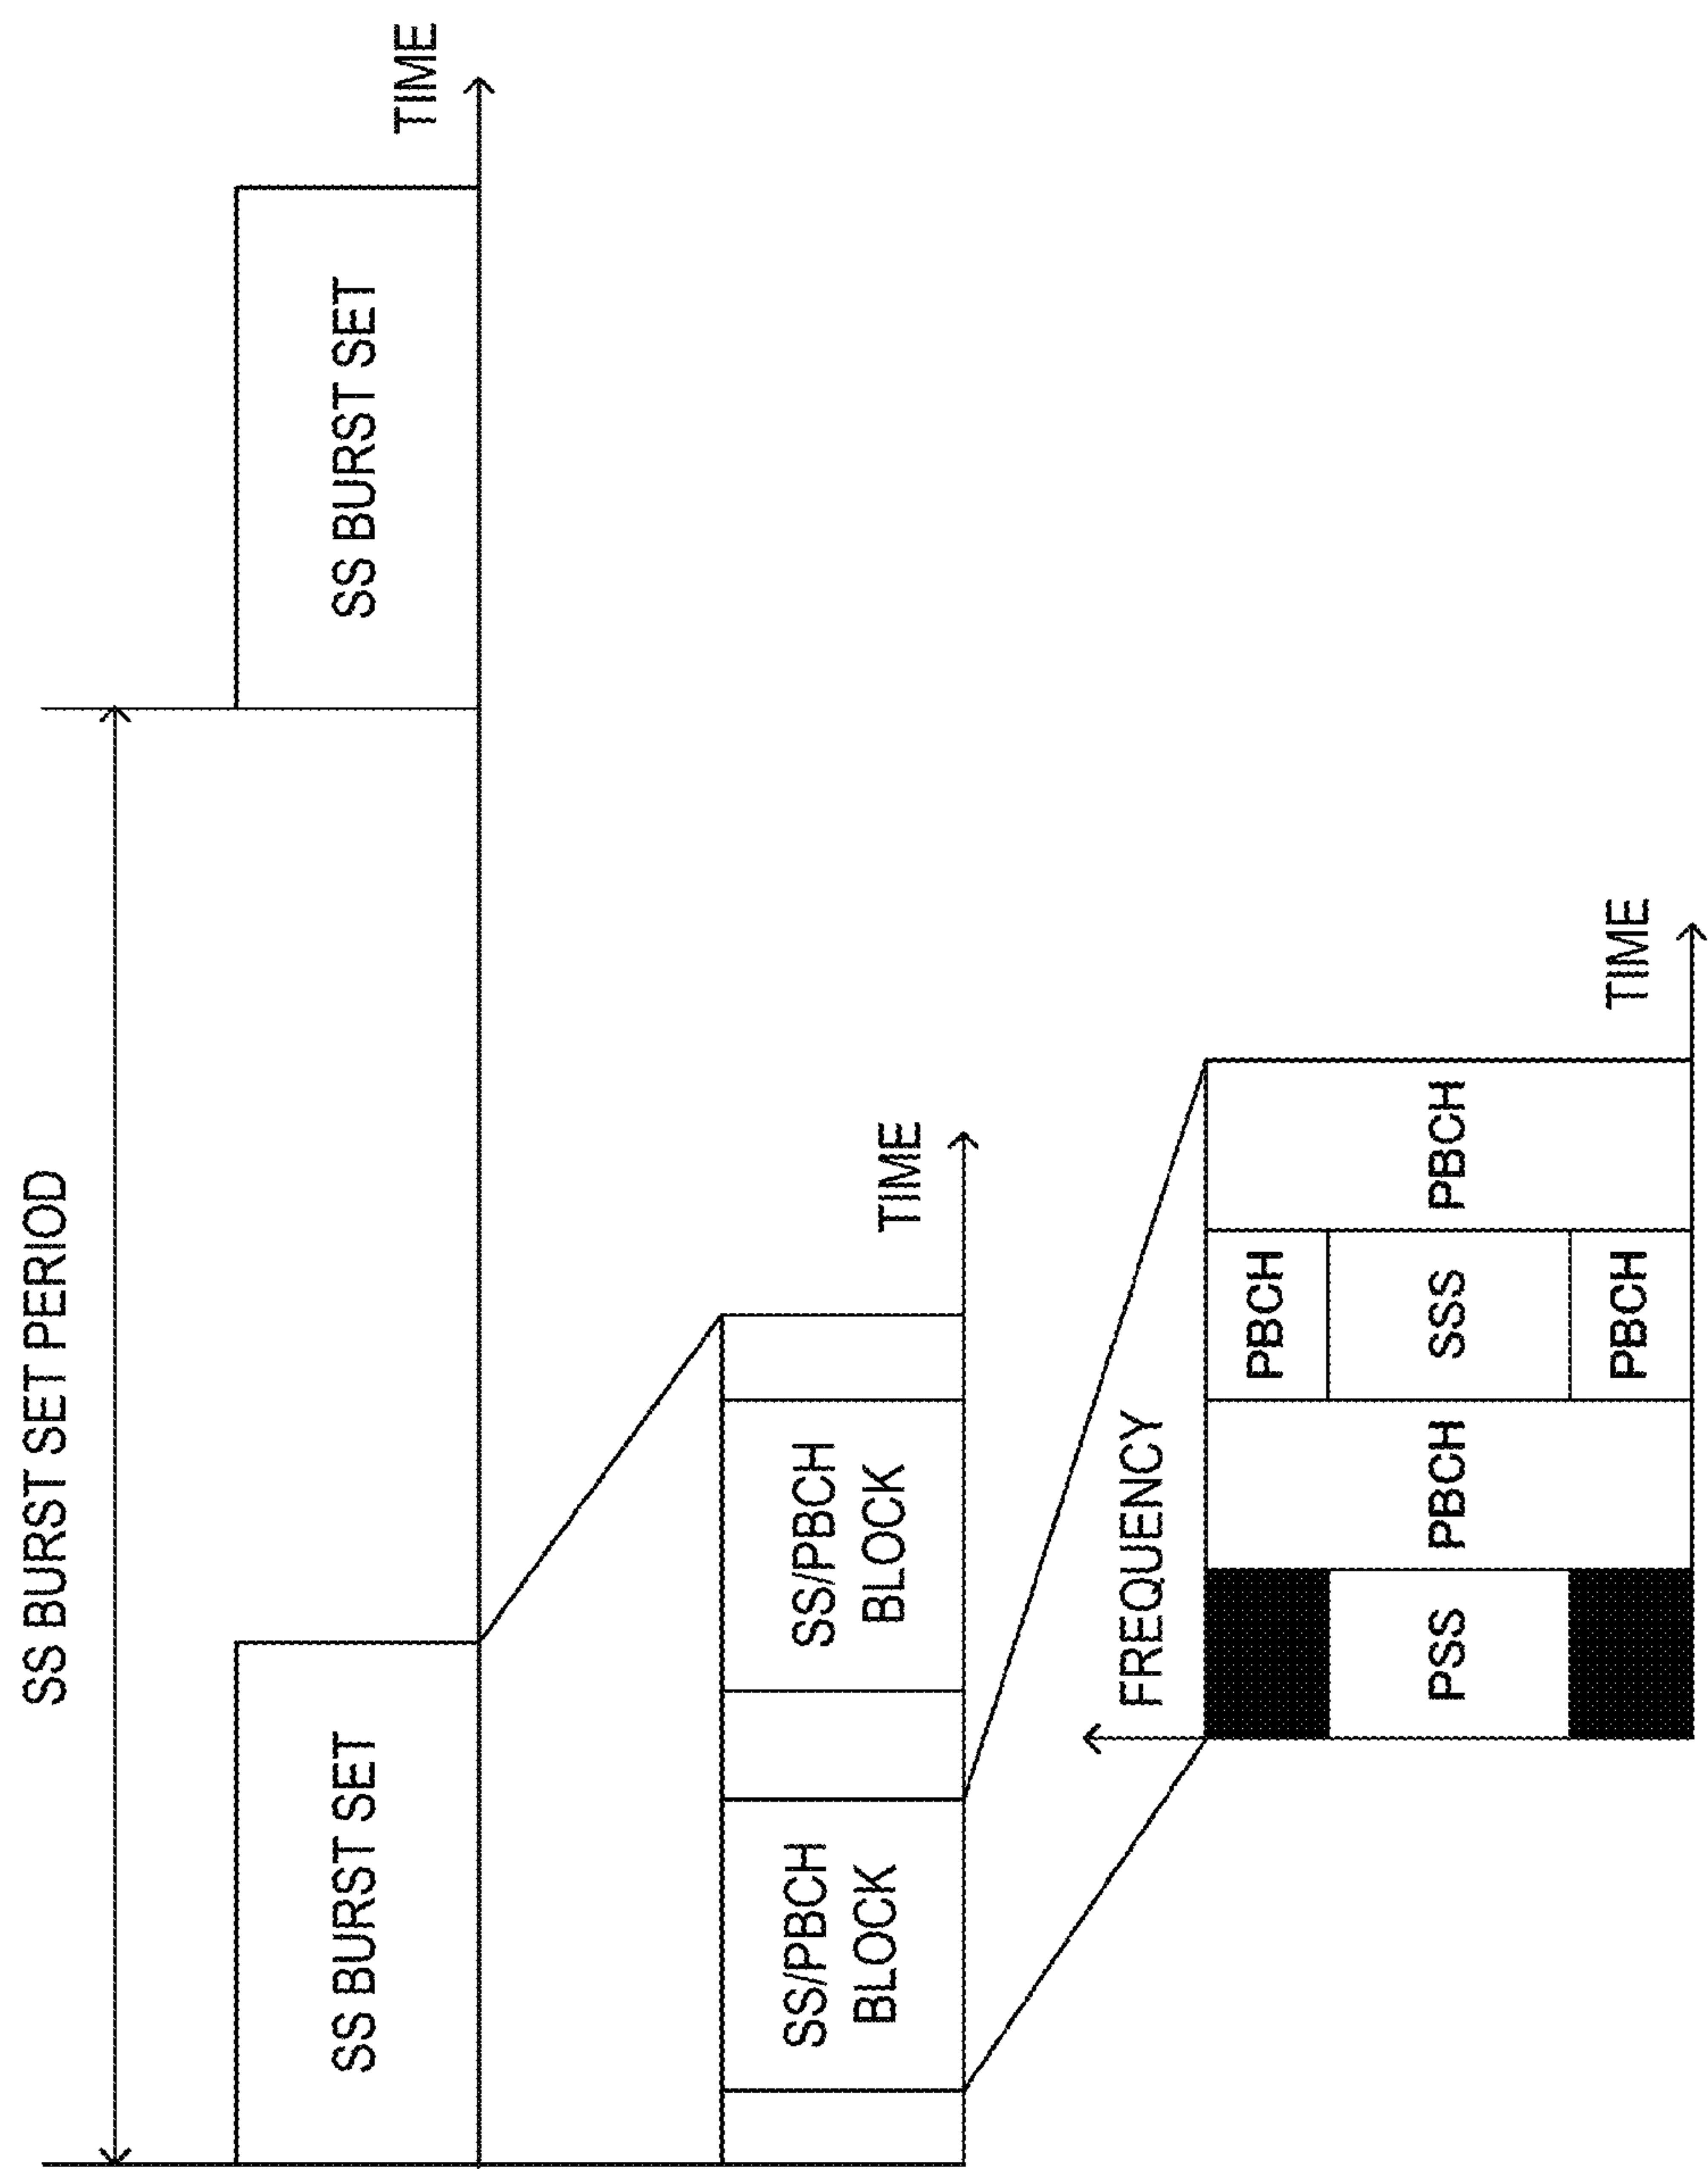 SS BURST SET PERIOD
SS BURST SET
SS BURST SET
TIME
SS/PBCH
BLOCK
SS/PBCH
BLOCK
TIME
FREQUENCY
PSS
PBCH
PBCH
SSS
PBCH
PBCH
TIME